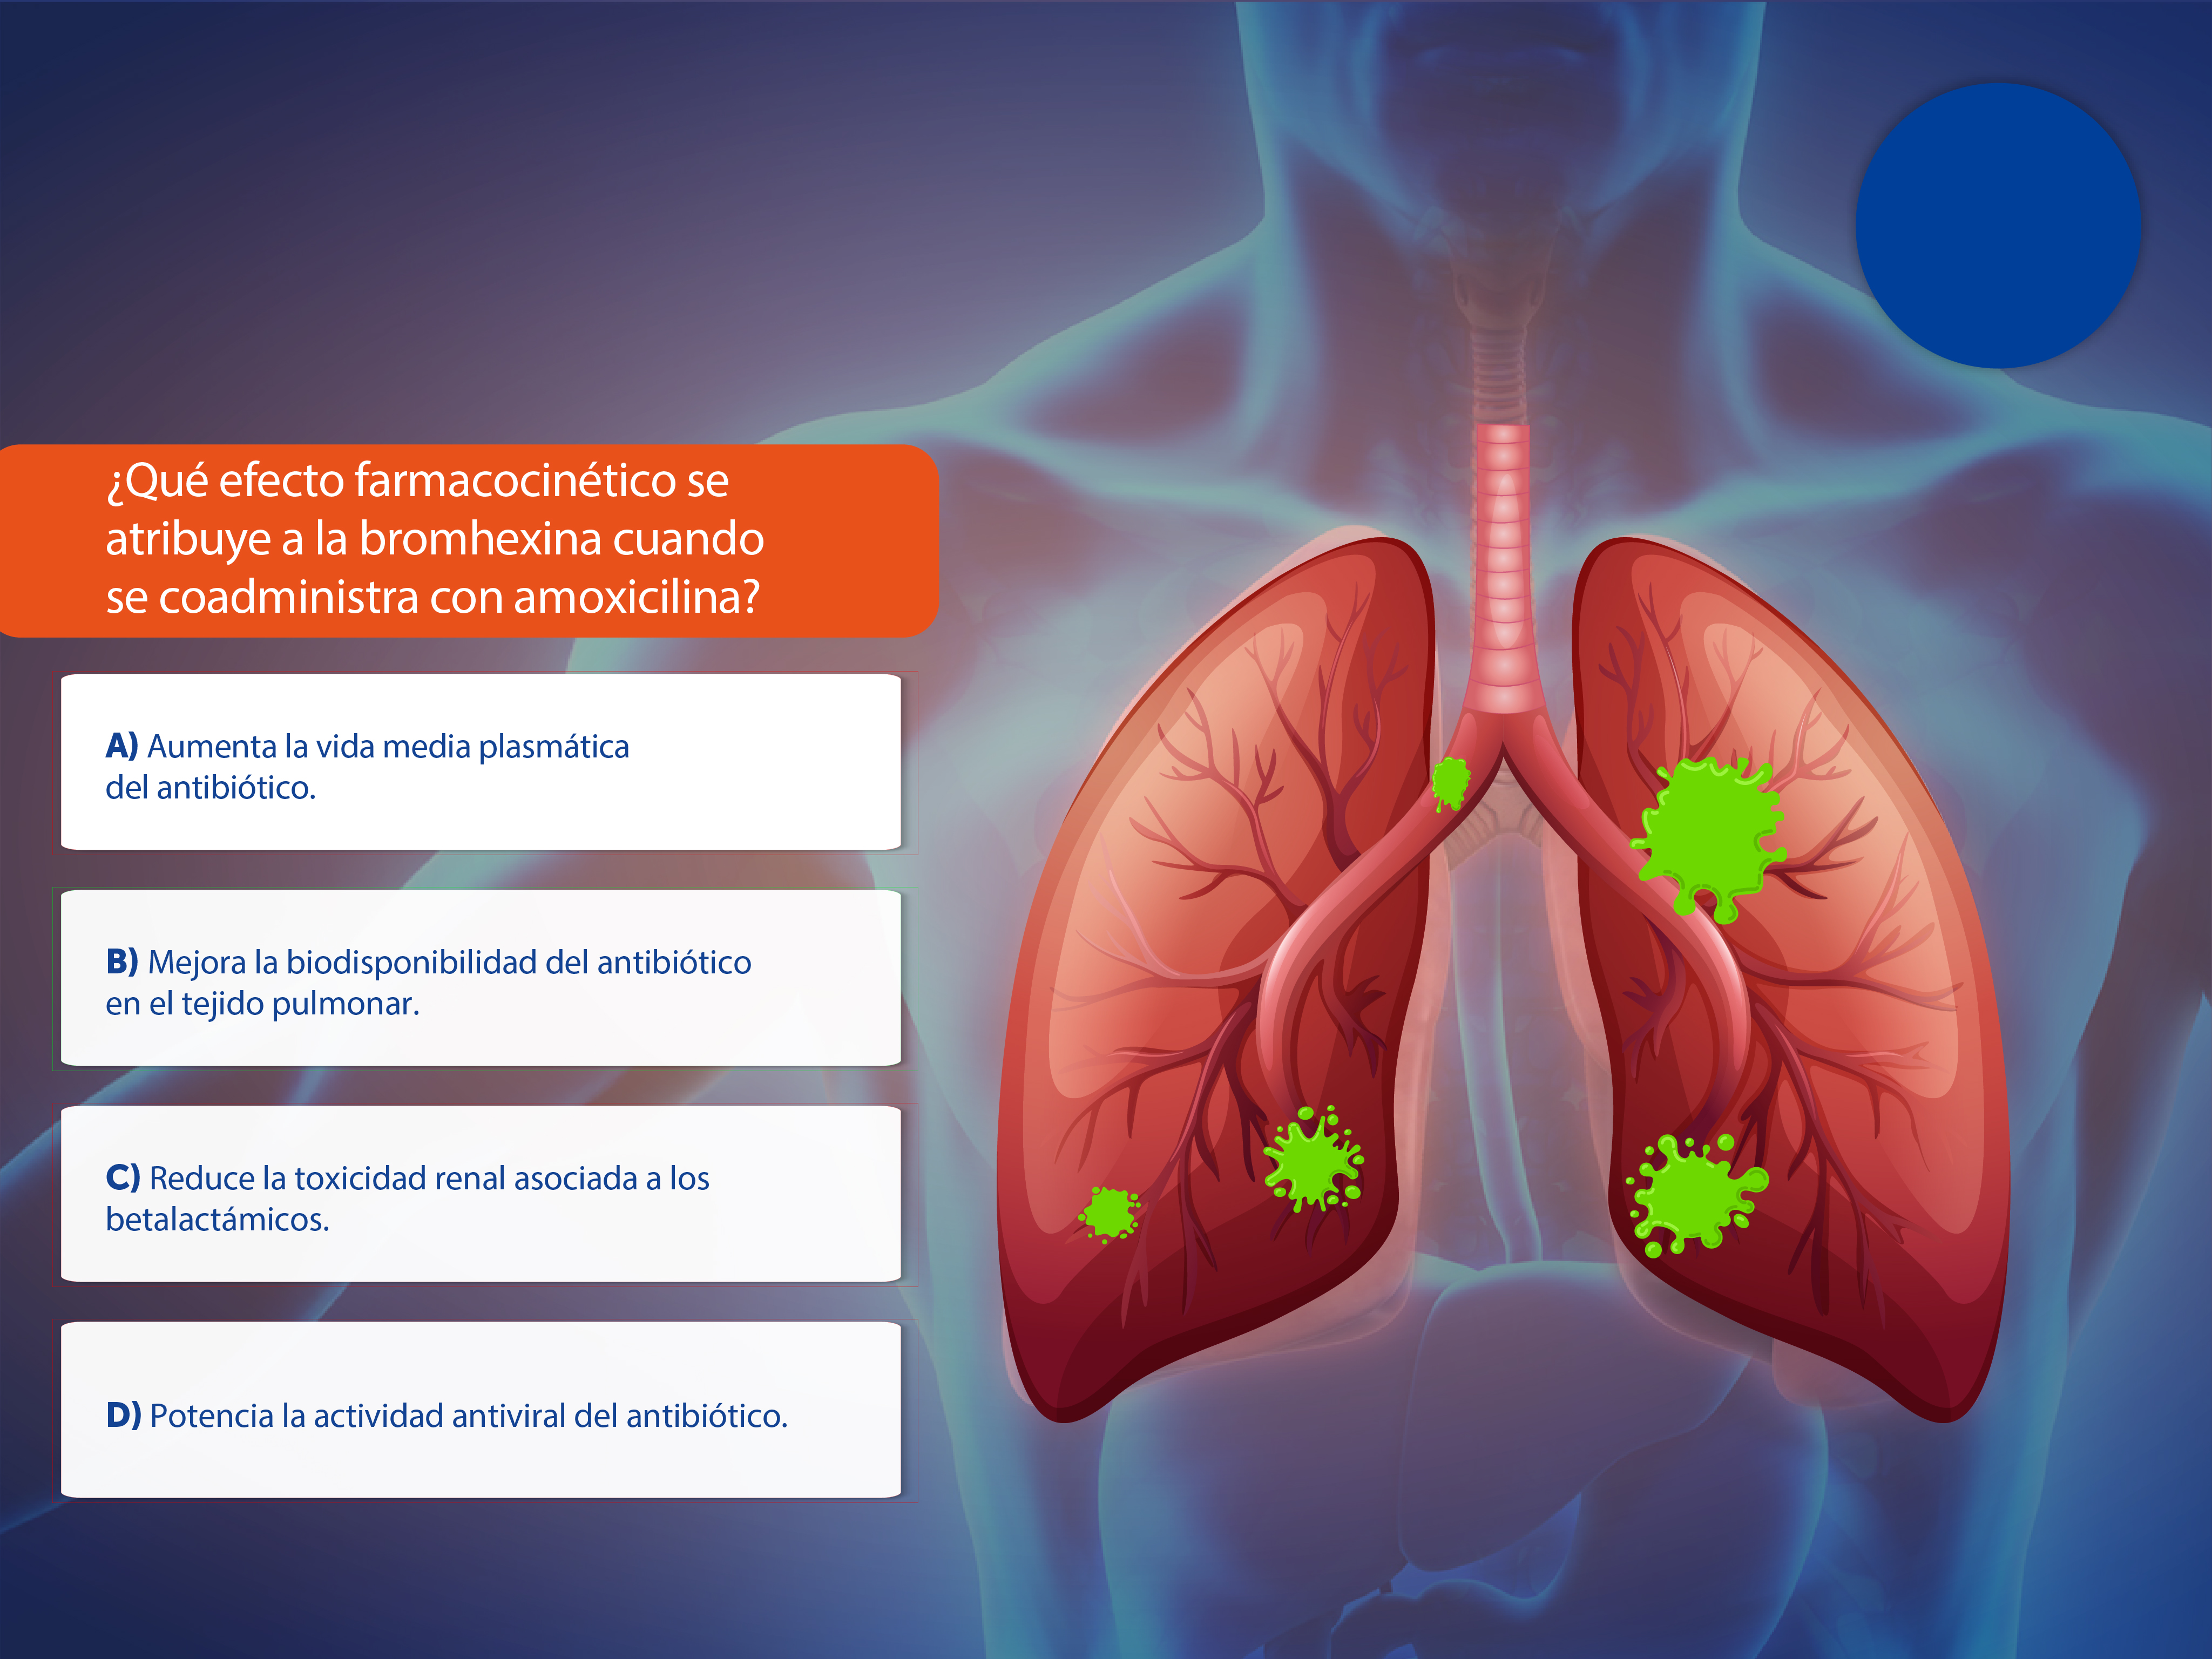 ¿Qué efecto farmacocinético se
atribuye a la bromhexina cuando
se coadministra con amoxicilina?
A) Aumenta la vida media plasmática
del antibiótico.
B) Mejora la biodisponibilidad del antibiótico
en el tejido pulmonar.
C) Reduce la toxicidad renal asociada a los
betalactámicos.
D) Potencia la actividad antiviral del antibiótico.